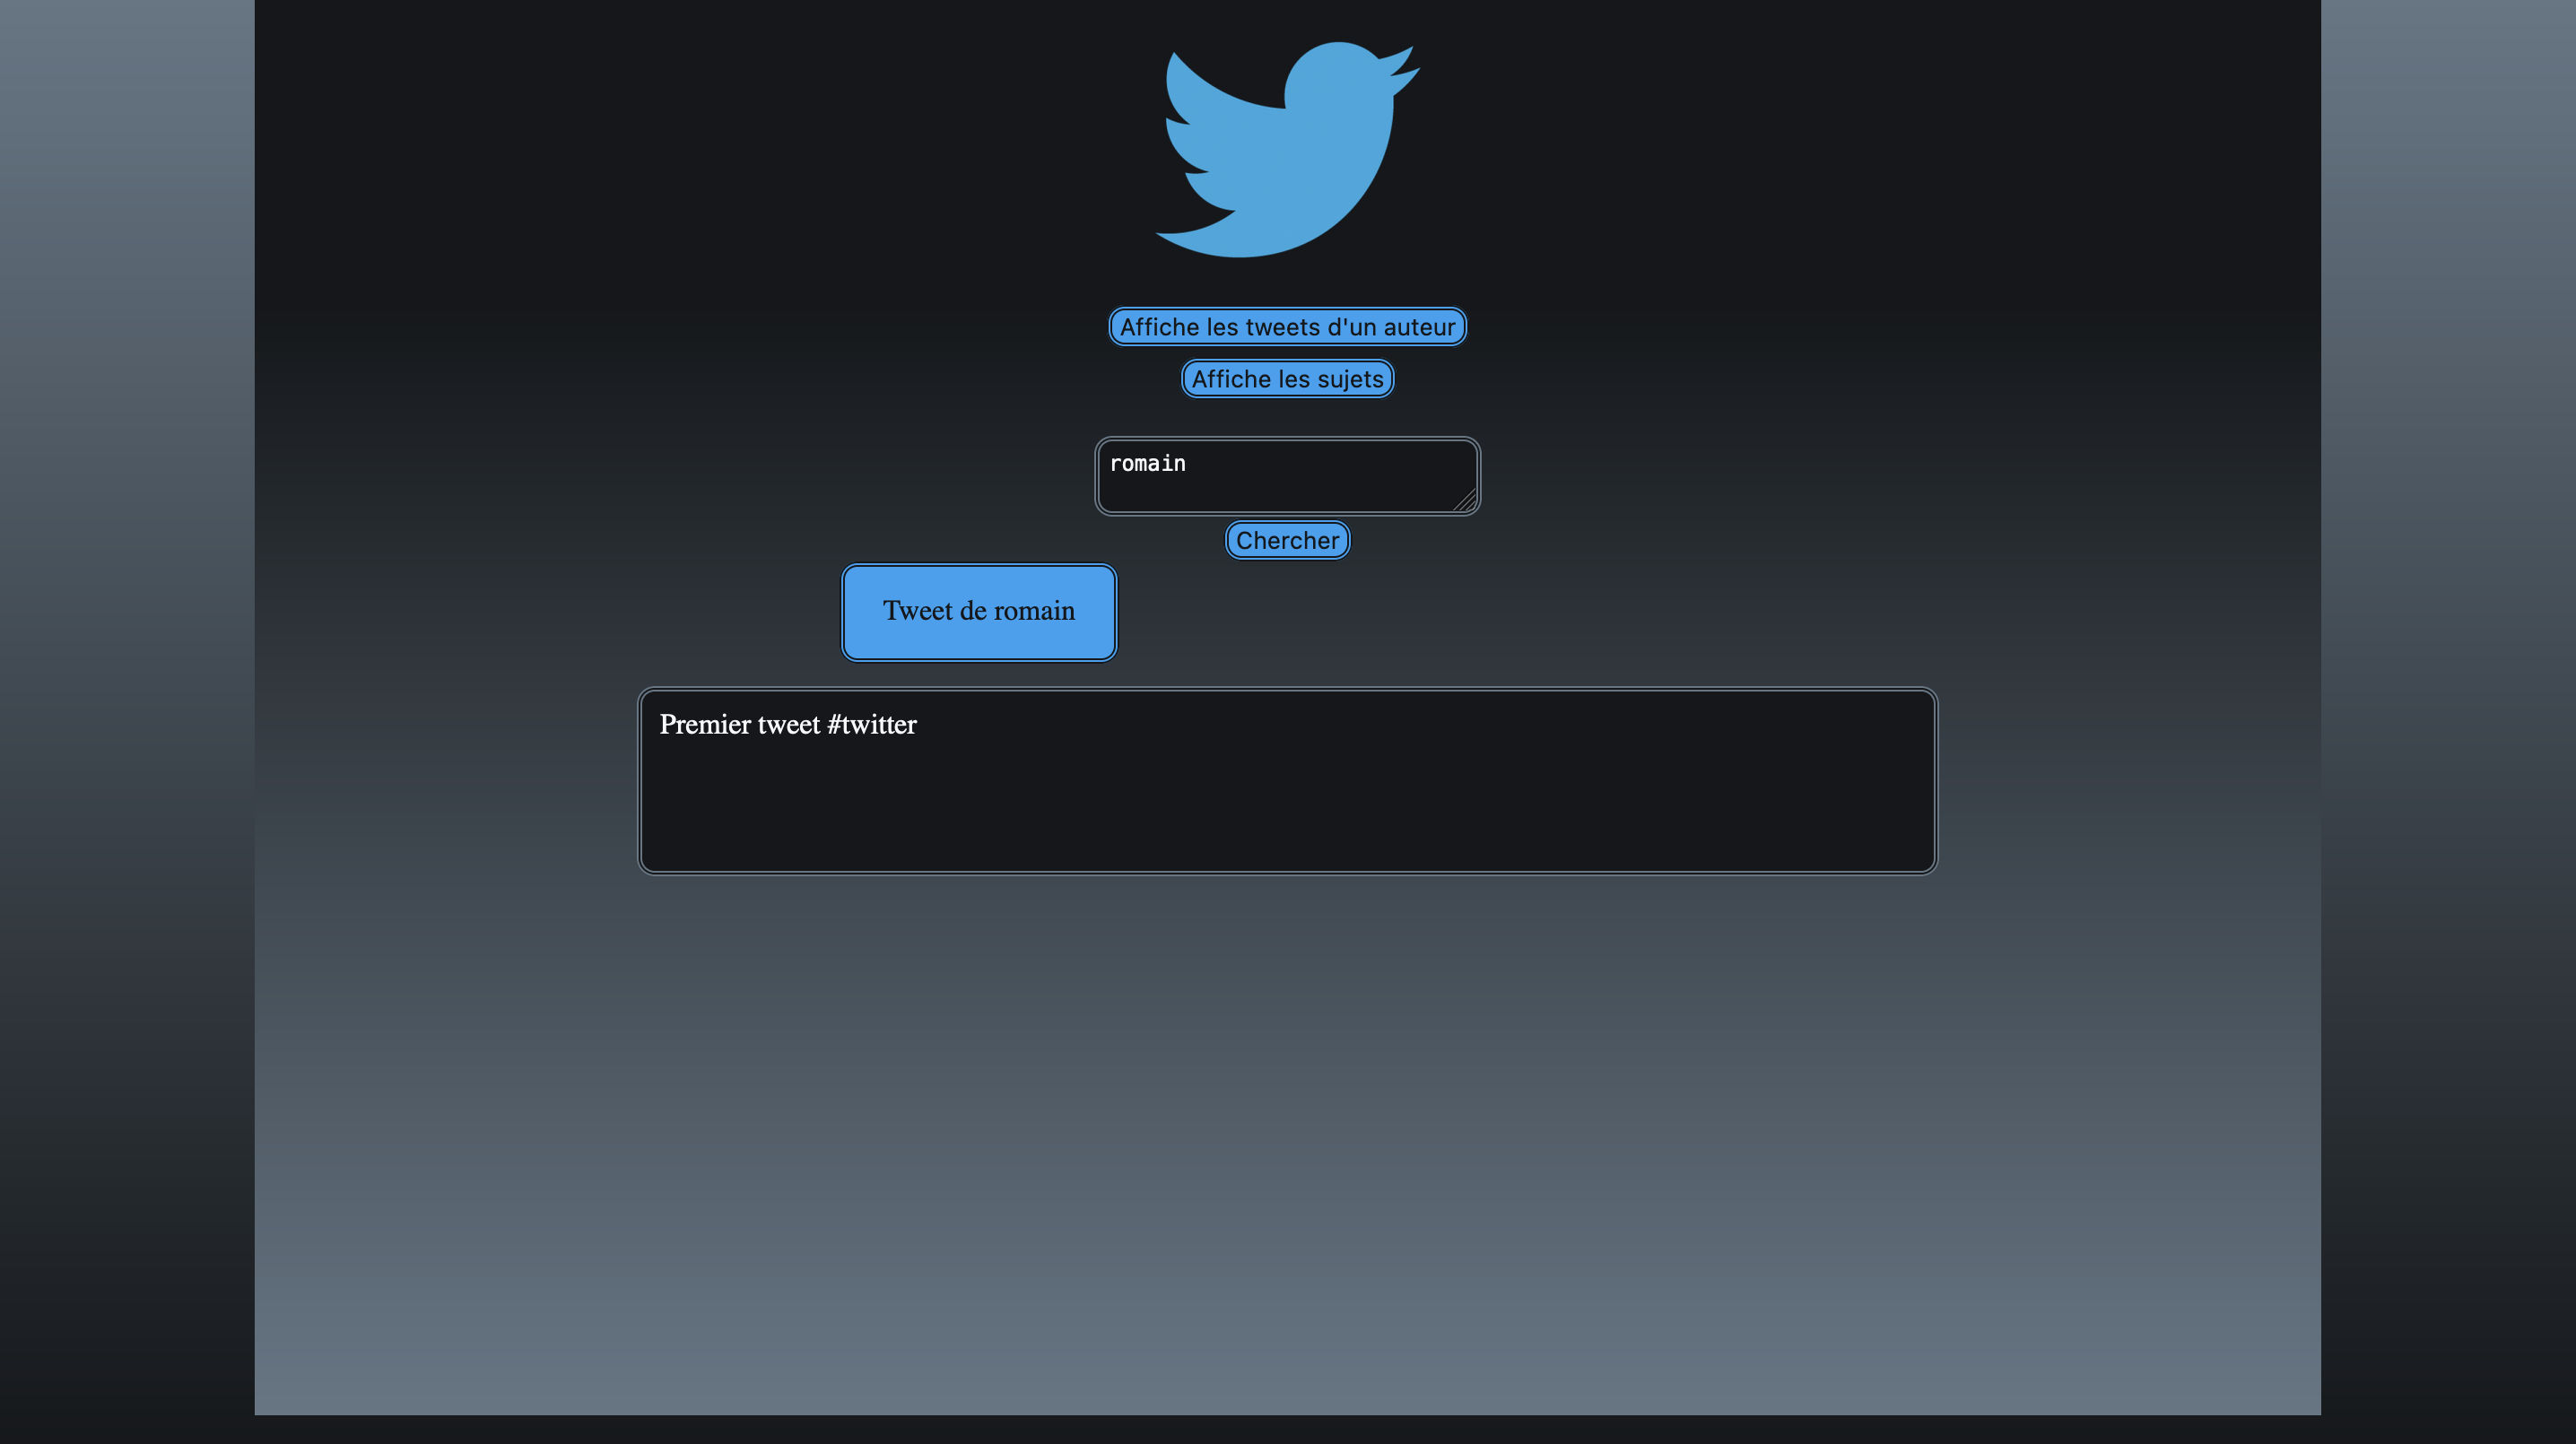 Affiche les tweets d'un auteur
Affiche les sujets
romain
Chercher
Tweet de romain
Premier tweet #twitter